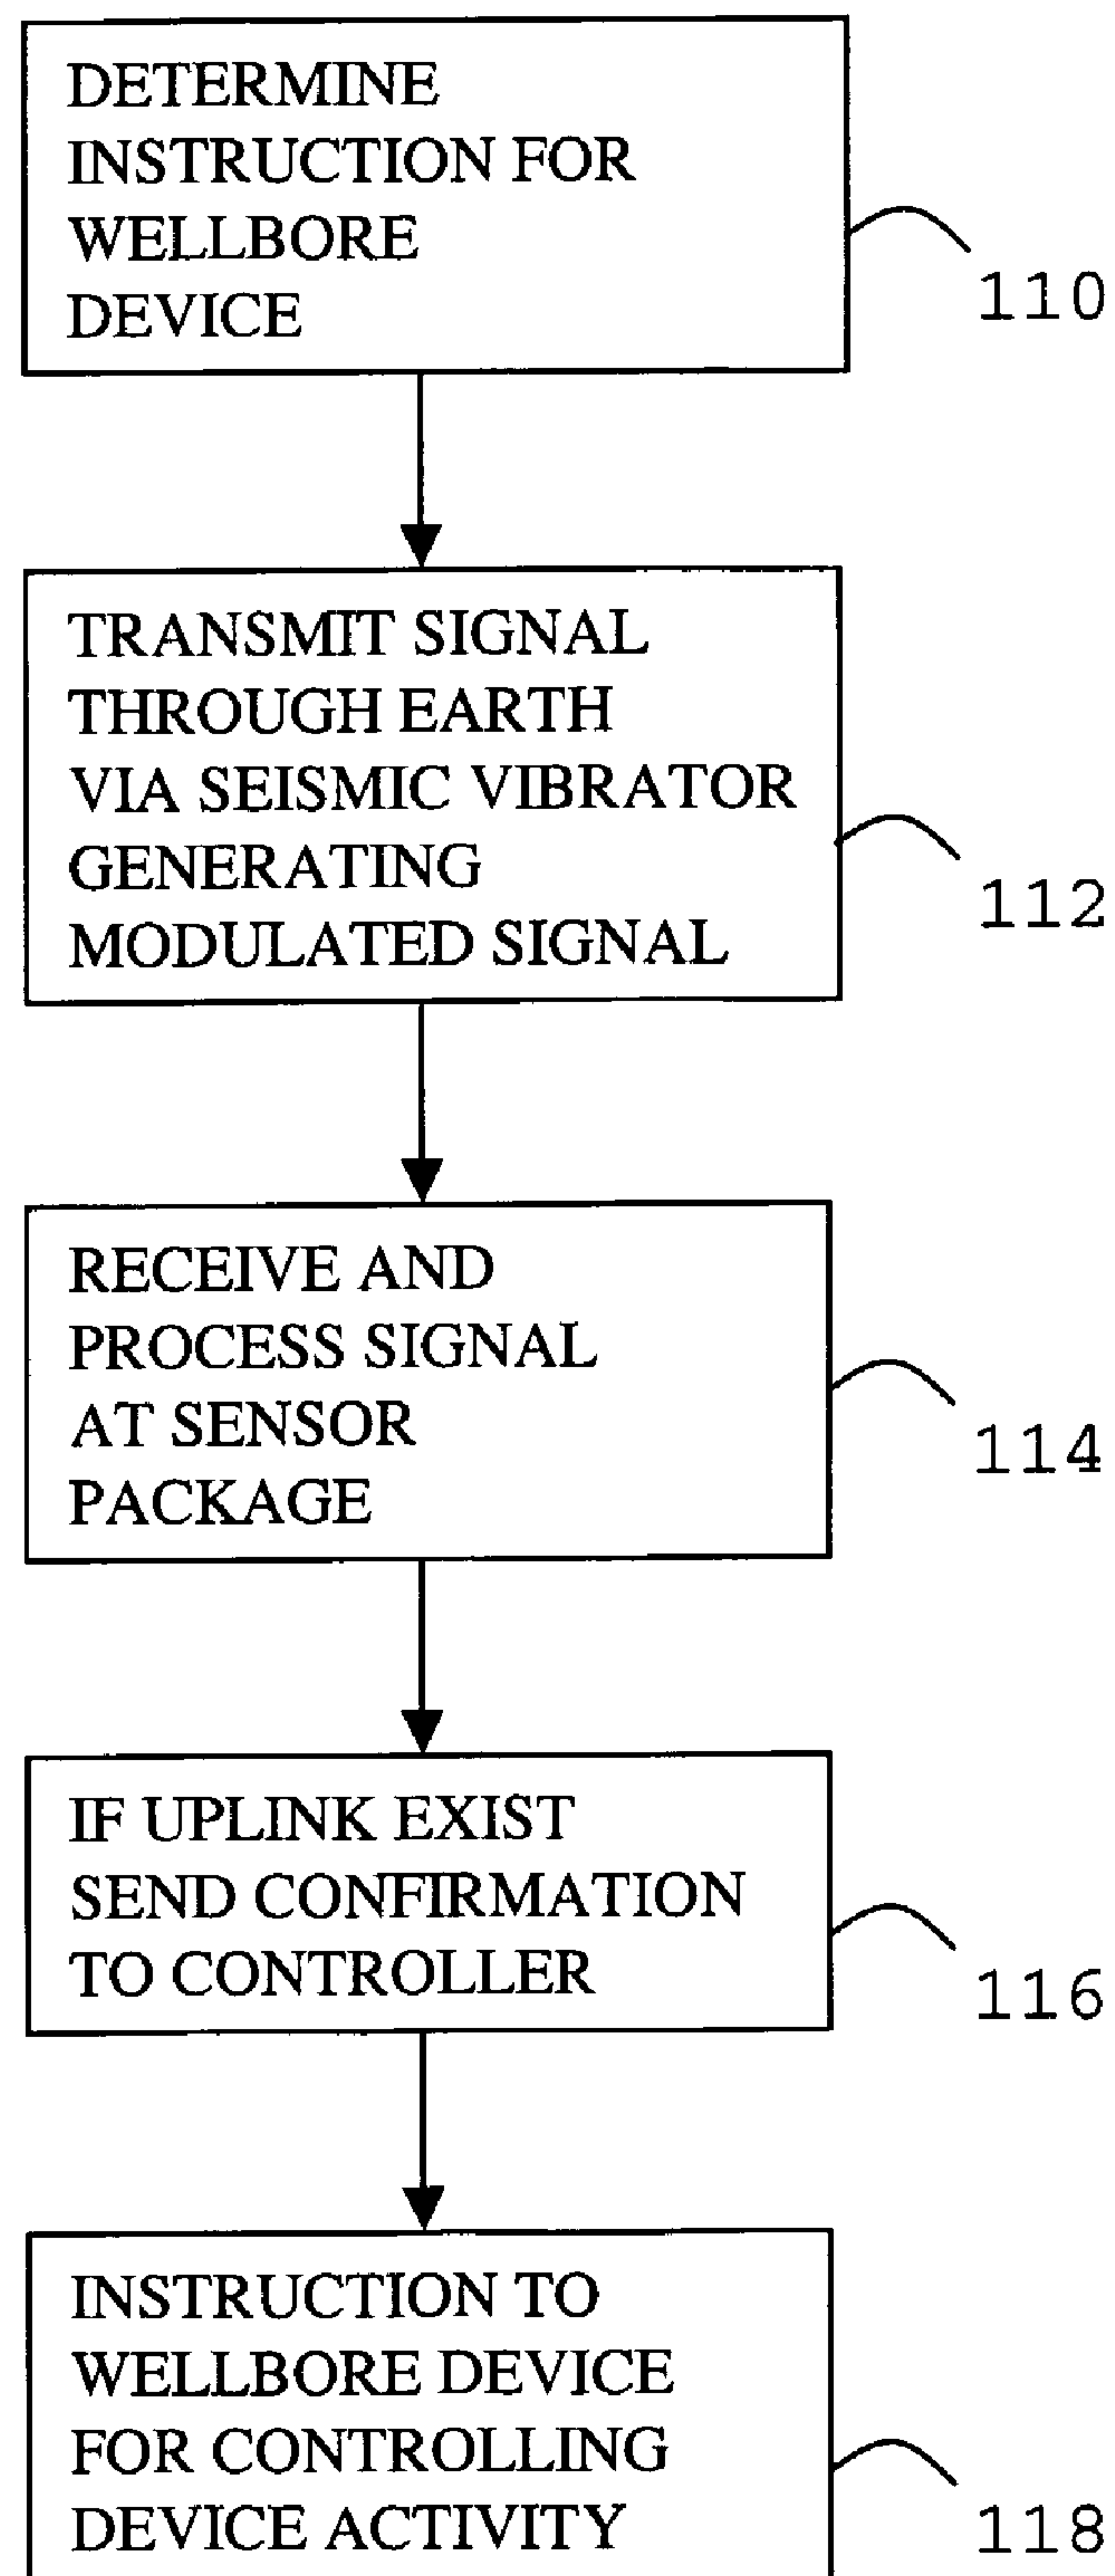 DETERMINE
INSTRUCTION FOR
WELLBORE
DEVICE
110
TRANSMIT SIGNAL
THROUGH EARTH
VIA SEISMIC VIBRATOR
GENERATING
MODULATED SIGNAL
112
RECEIVE AND
PROCESS SIGNAL
AT SENSOR
PACKAGE
114
IF UPLINK EXIST
SEND CONFIRMATION
TO CONTROLLER
116
INSTRUCTION TO
WELLBORE DEVICE
FOR CONTROLLING
DEVICE ACTIVITY
118